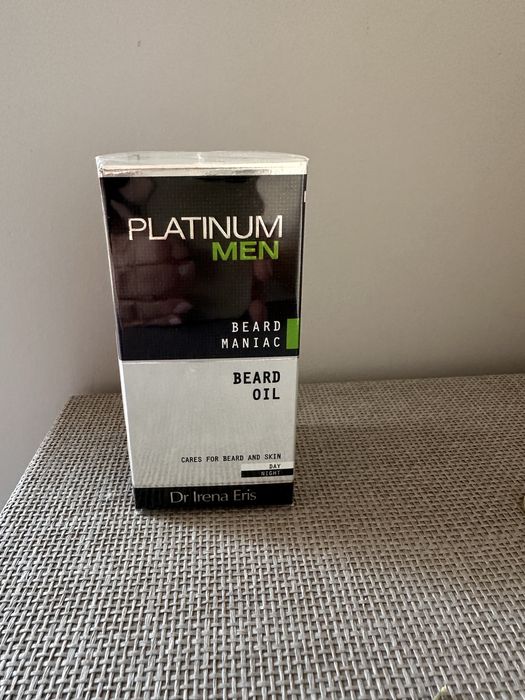 PLATINUM
MEN
BEARD
MANIAC
BEARD
OIL
CARES FOR BEARD AND SKIN
DAY
NIGHT
Dr Irena Eris